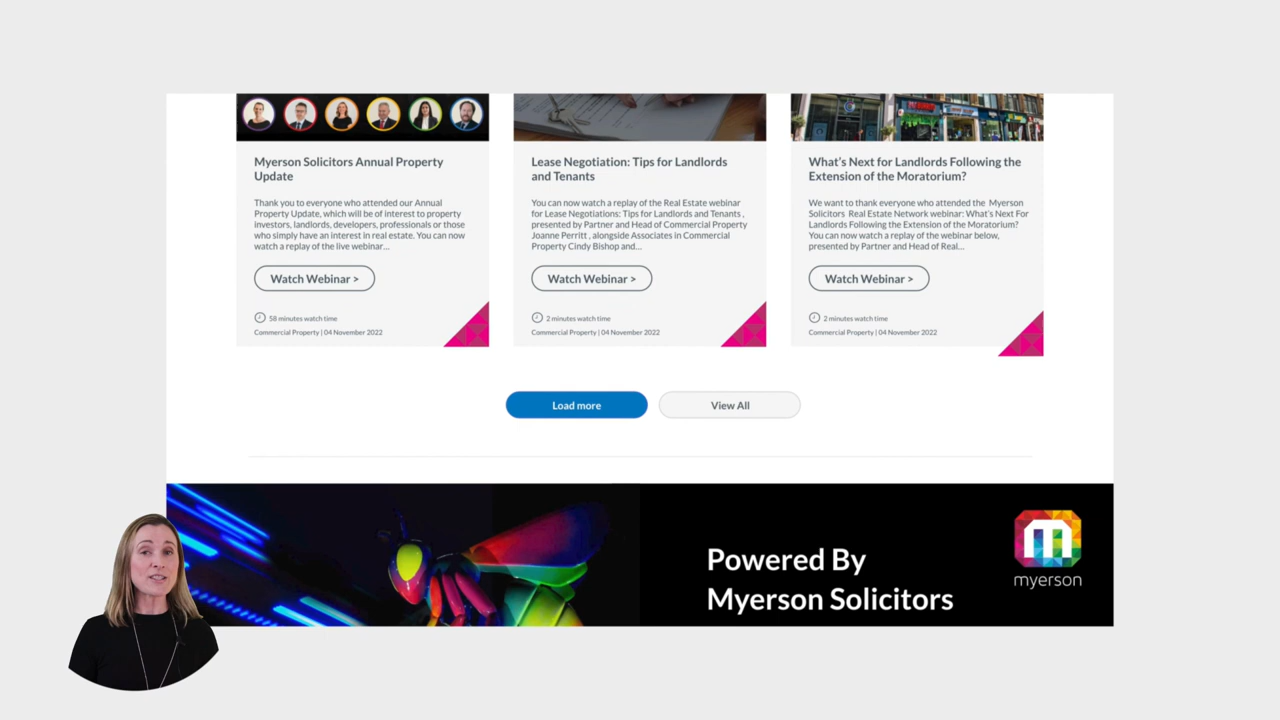 Myerson Solicitors Annual Property
Update
Thank you to everyone who attended our Annual
Property Update, which will be of interest to property
investors, landlords, developers, professionals or those
who simply have an interest in real estate. You can now
watch a replay of the live webinar...
Watch Webinar >
58 minutes watch time
Commercial Property | 04 November 2022
Lease Negotiation: Tips for Landlords
and Tenants
You can now watch a replay of the Real Estate webinar
for Lease Negotiations: Tips for Landlords and Tenants ,
presented by Partner and Head of Commercial Property
Joanne Perritt , alongside Associates in Commercial
Property Cindy Bishop and...
Watch Webinar >
2 minutes watch time
Commercial Property | 04 November 2022
What's Next for Landlords Following the
Extension of the Moratorium?
We want to thank everyone who attended the Myerson
Solicitors Real Estate Network webinar: What's Next For
Landlords Following the Extension of the Moratorium?
You can now watch a replay of the webinar below,
presented by Partner and Head of Real...
Watch Webinar >
2 minutes watch time
Commercial Property | 04 November 2022
Load more
View All
Powered By
Myerson Solicitors
myerson